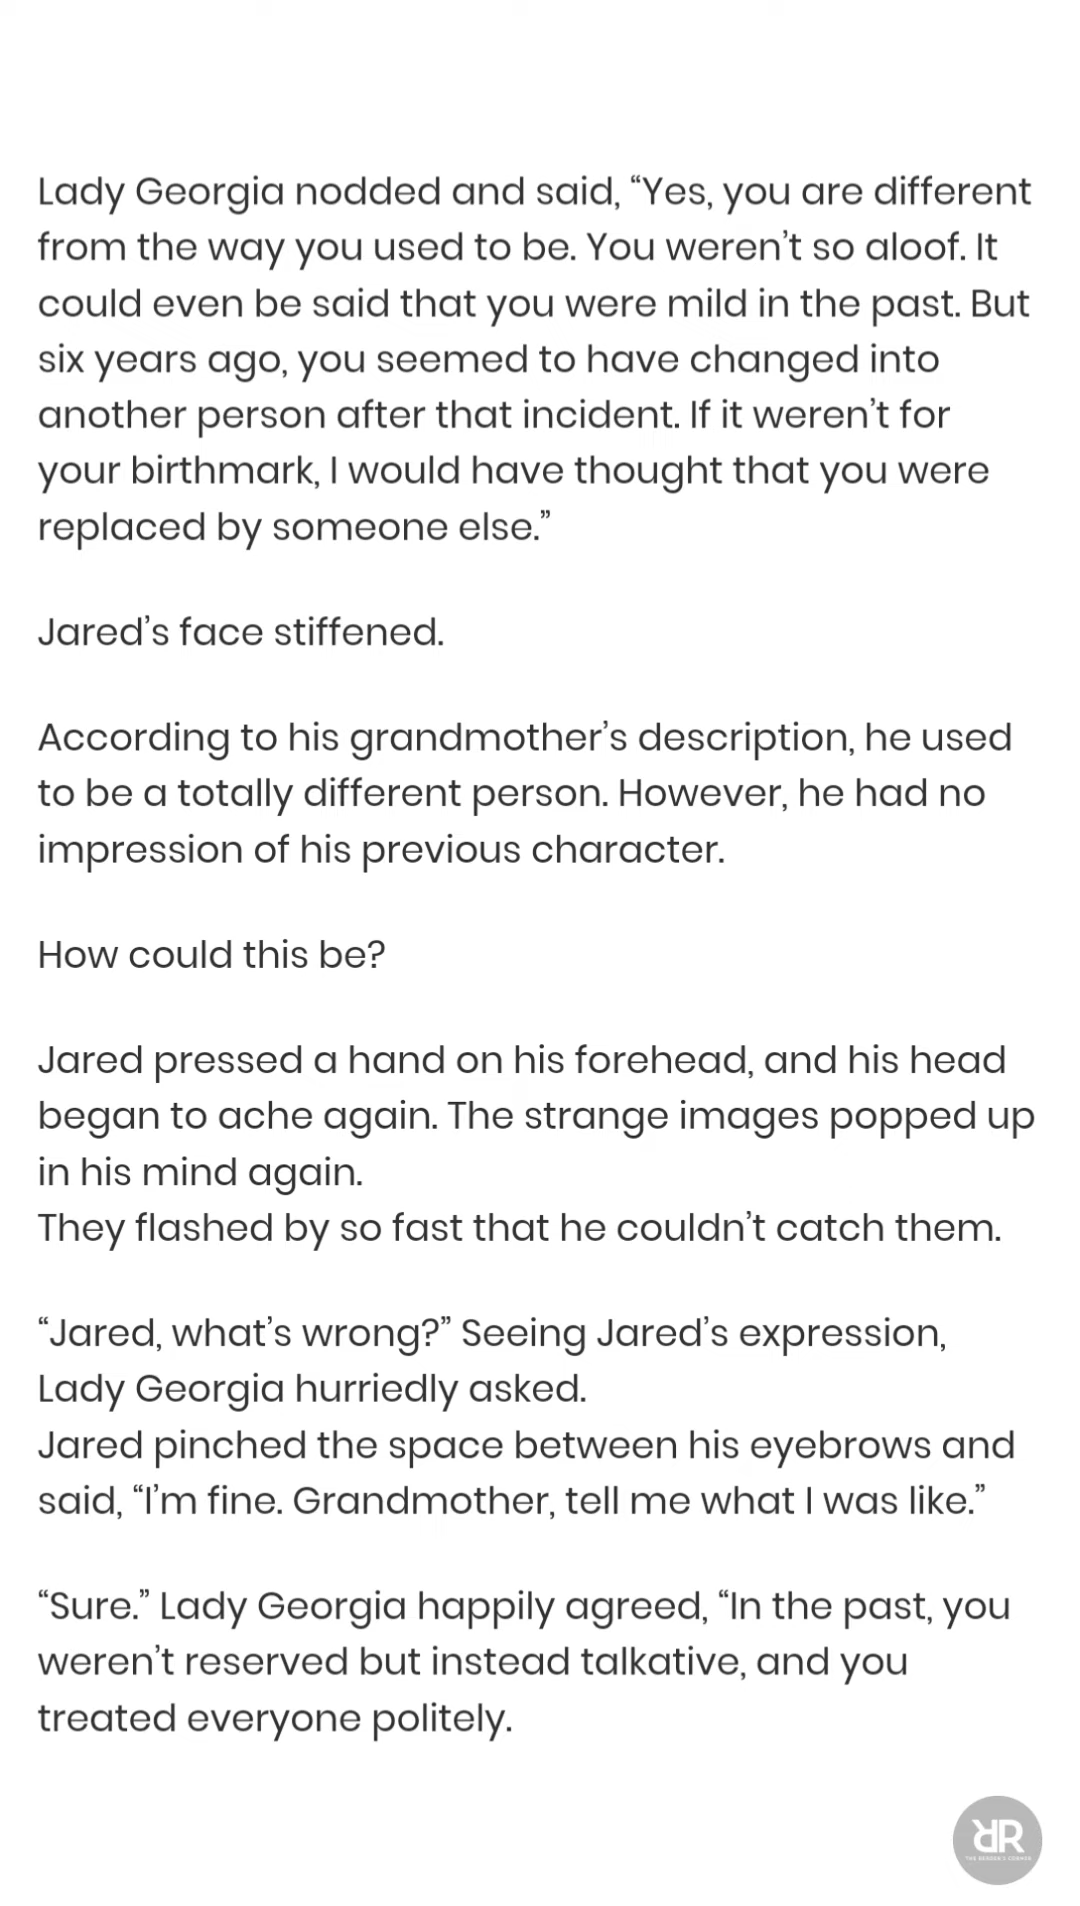 Lady Georgia nodded and said, “Yes, you are different
from the way you used to be. You weren’t so aloof. It
could even be said that you were mild in the past. But
six years ago, you seemed to have changed into
another person after that incident. If it weren’t for
your birthmark, I would have thought that you were
replaced by someone else.”
Jared’s face stiffened.
According to his grandmother’s description, he used
to be a totally different person. However, he had no
impression of his previous character.
How could this be?
Jared pressed a hand on his forehead, and his head
began to ache again. The strange images popped up
in his mind again.
They flashed by so fast that he couldn’t catch them.
“Jared, what’s wrong?” Seeing Jared’s expression,
Lady Georgia hurriedly asked.
Jared pinched the space between his eyebrows and
said, “I’m fine. Grandmother, tell me what I was like.”
“Sure.” Lady Georgia happily agreed, “In the past, you
weren’t reserved but instead talkative, and you
treated everyone politely.
RR
THE READER'S CORNER